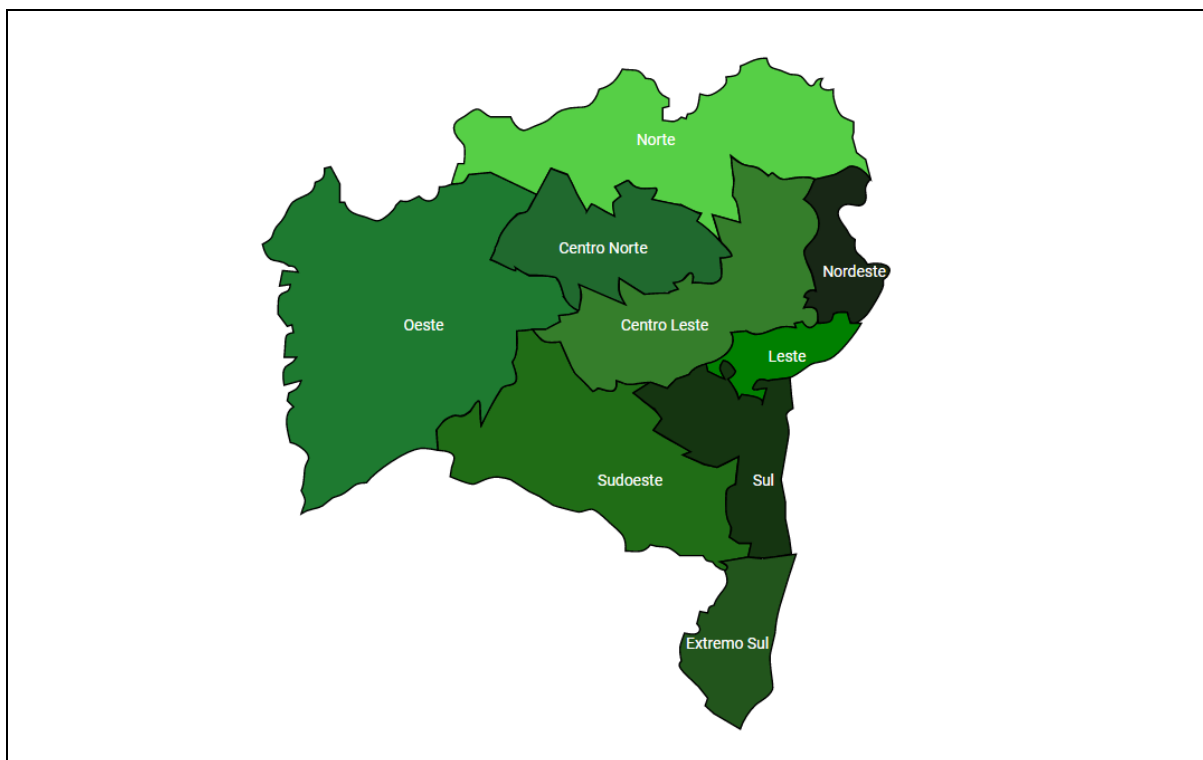 Norte
Centro Norte
Nordeste
Oeste
Centro Leste
Leste
Sudoeste
Sul
Extremo Sul